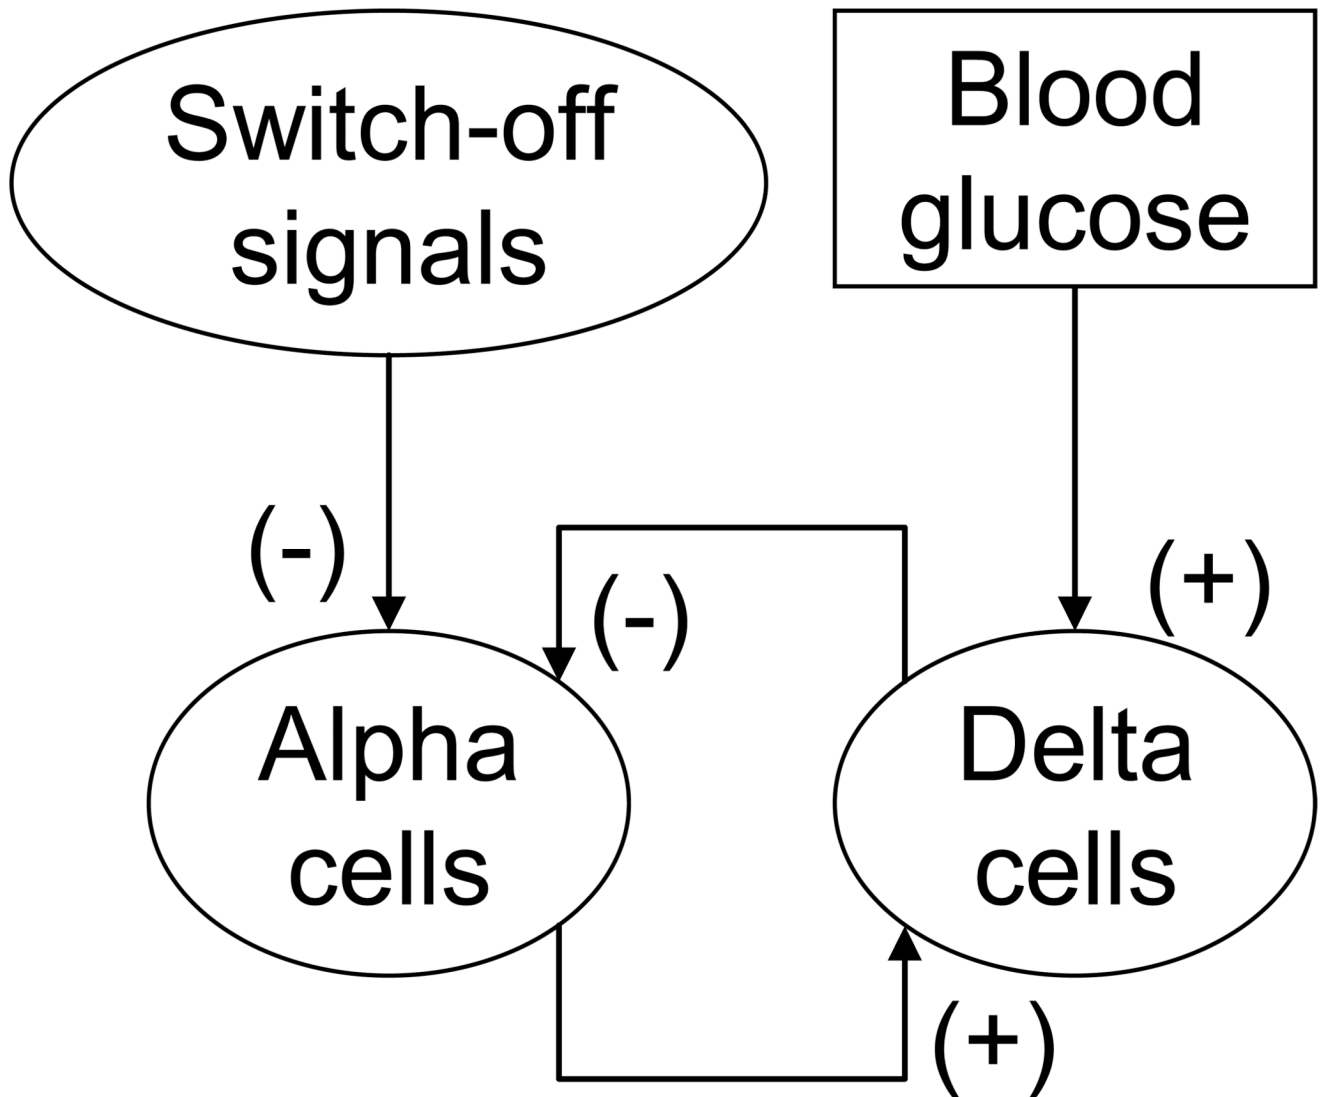 Switch-off
signals
Blood
glucose
(-)
(-)
(+)
Alpha
cells
Delta
cells
(+)